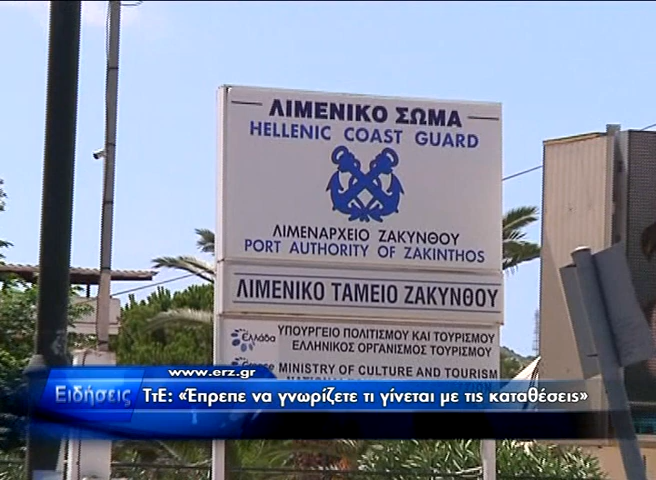 ΛΙΜΕΝΙΚΟ ΣΩΜΑ
HELLENIC COAST GUARD
ΛΙΜΕΝΑΡΧΕΙΟ ΖΑΚΥΝΘΟΥ
PORT AUTHORITY OF ZAKINTHOS
ΛΙΜΕΝΙΚΟ ΤΑΜΕΙΟ ΖΑΚΥΝΘΟΥ
Ελλάδα
ΥΠΟΥΡΓΕΙΟ ΠΟΛΙΤΙΣΜΟΥ ΚΑΙ ΤΟΥΡΙΣΜΟΥ
ΕΛΛΗΝΙΚΟΣ ΟΡΓΑΝΙΣΜΟΣ ΤΟΥΡΙΣΜΟΥ
MINISTRY OF CULTURE AND TOURISM
www.erz.gr
Ειδήσεις
ΤτΕ: «Έπρεπε να γνωρίζετε τι γίνεται με τις καταθέσεις»